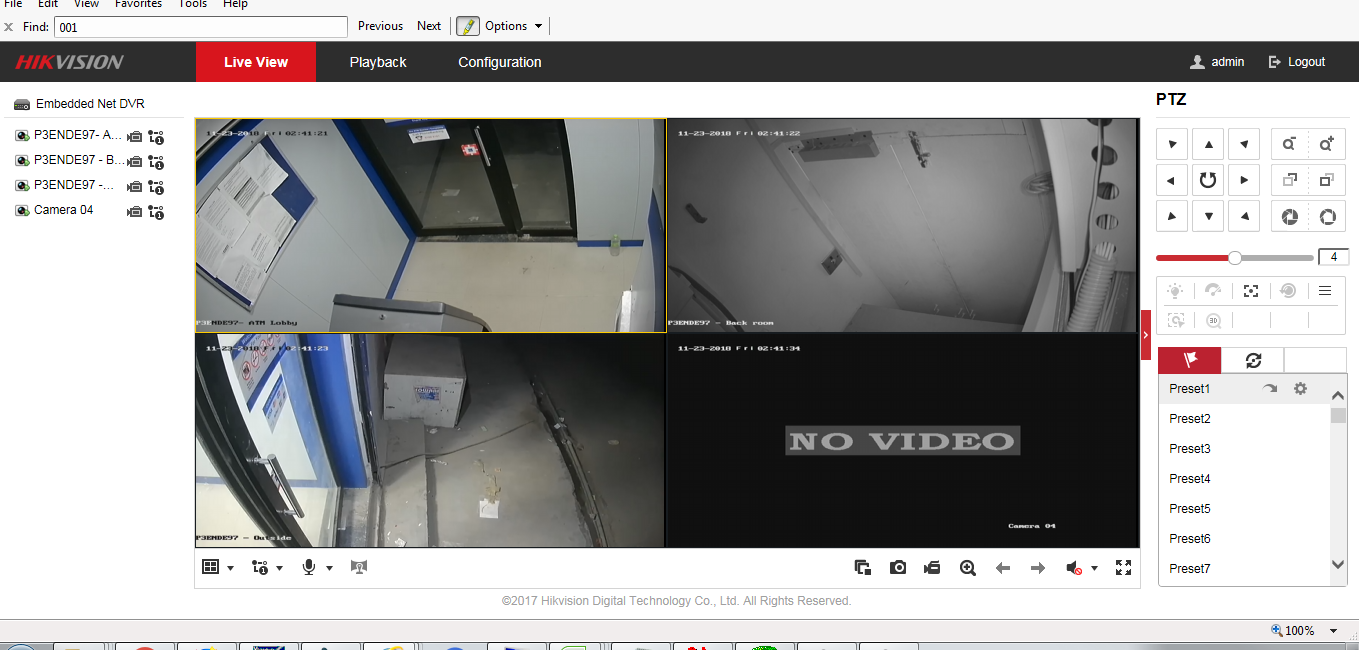 File Edit View Favorites Tools Help
Find: 001 Previous Next Options
HIKVISION Live View Playback Configuration admin Logout
Embedded Net DVR
P3ENDE97- A...
P3ENDE97 - B...
P3ENDE97 -...
Camera 04
11-23-2018 Fri 02:41:21
P3ENDE97- ATM Lobby
11-23-2018 Fri 02:41:22
P3ENDE97 - Back room
11-23-2018 Fri 02:41:23
P3ENDE97 - Outside
11-23-2018 Fri 02:41:34
NO VIDEO
Camera 04
PTZ
4
3D
Preset1
Preset2
Preset3
Preset4
Preset5
Preset6
Preset7
©2017 Hikvision Digital Technology Co., Ltd. All Rights Reserved.
100%